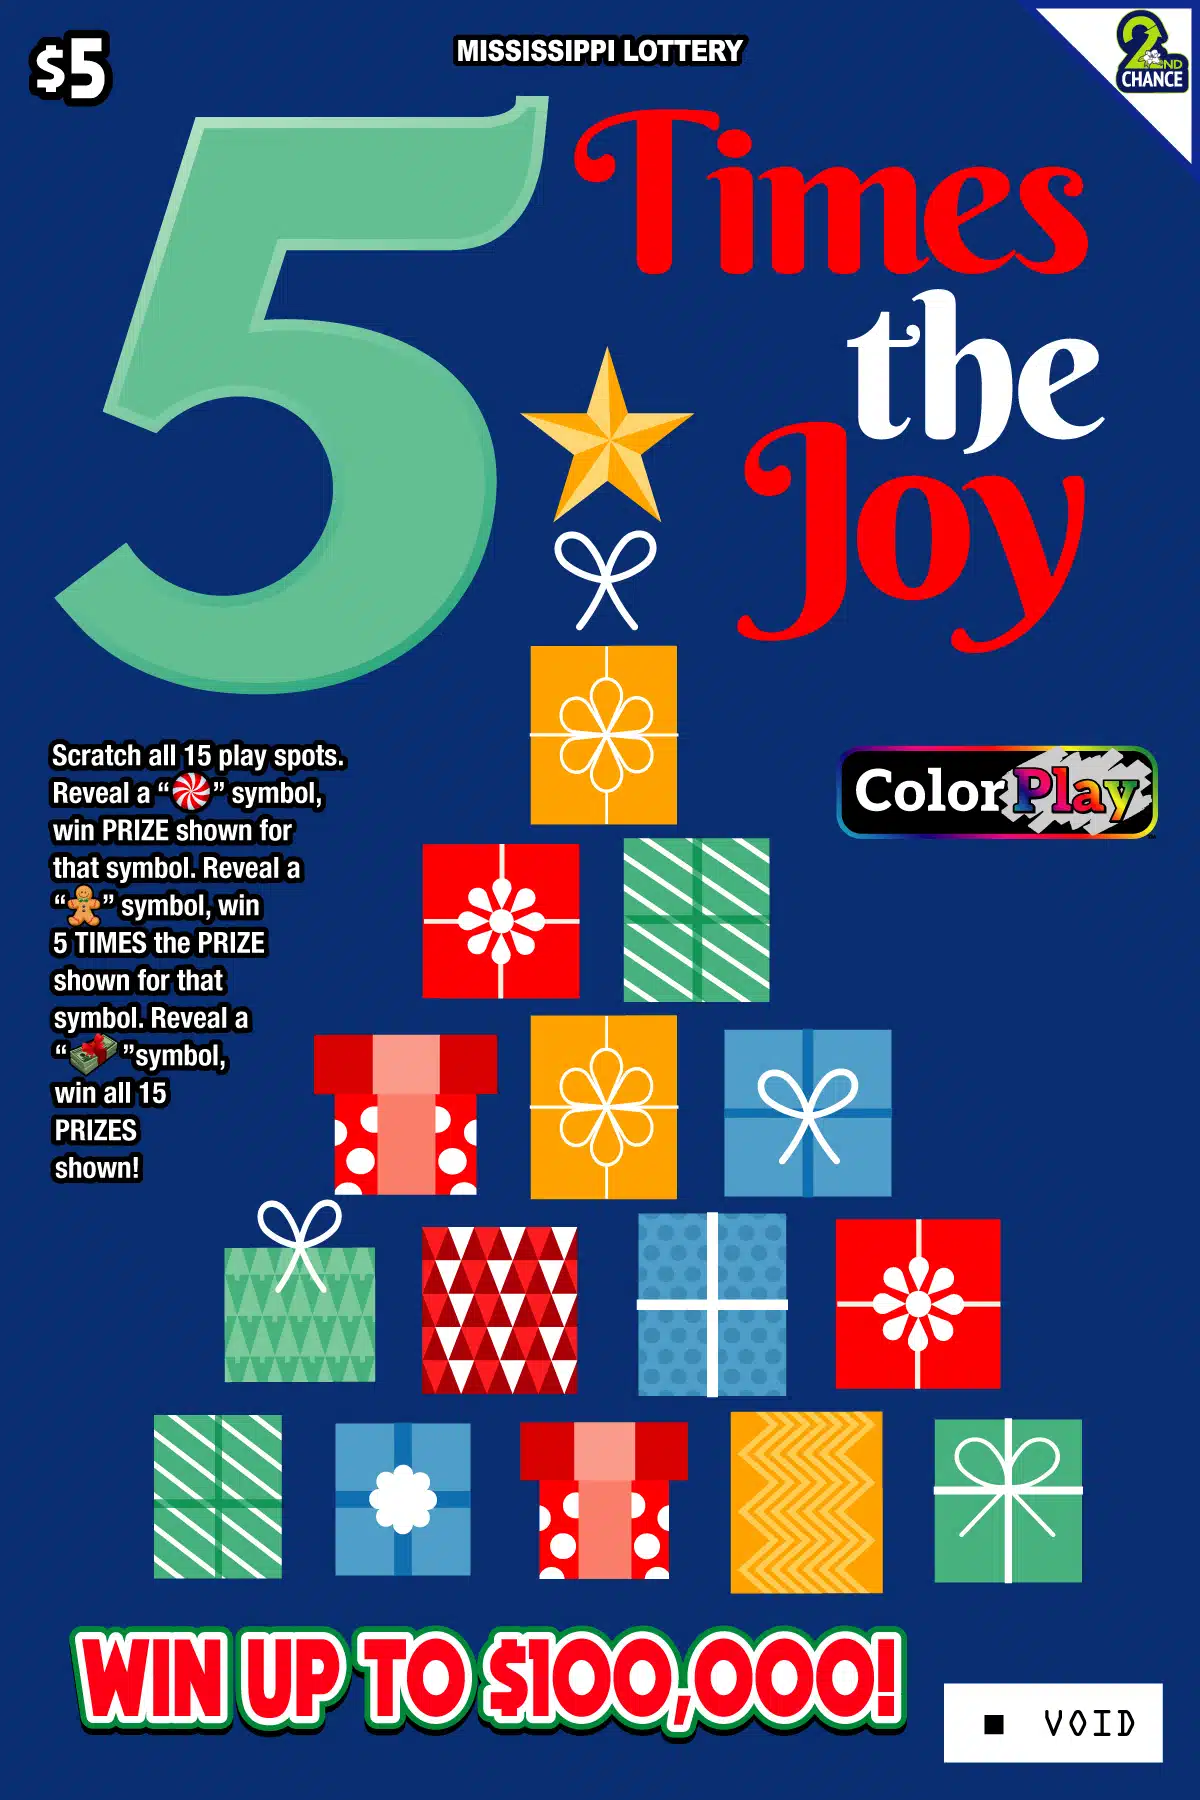 $5
MISSISSIPPI LOTTERY
2ND
CHANCE
5 Times
the
Joy
Scratch all 15 play spots.
Reveal a “ ” symbol,
win PRIZE shown for
that symbol. Reveal a
“ ” symbol, win
5 TIMES the PRIZE
shown for that
symbol. Reveal a
“ ”symbol,
win all 15
PRIZES
shown!
ColorPlay
WIN UP TO $100,000!
VOID